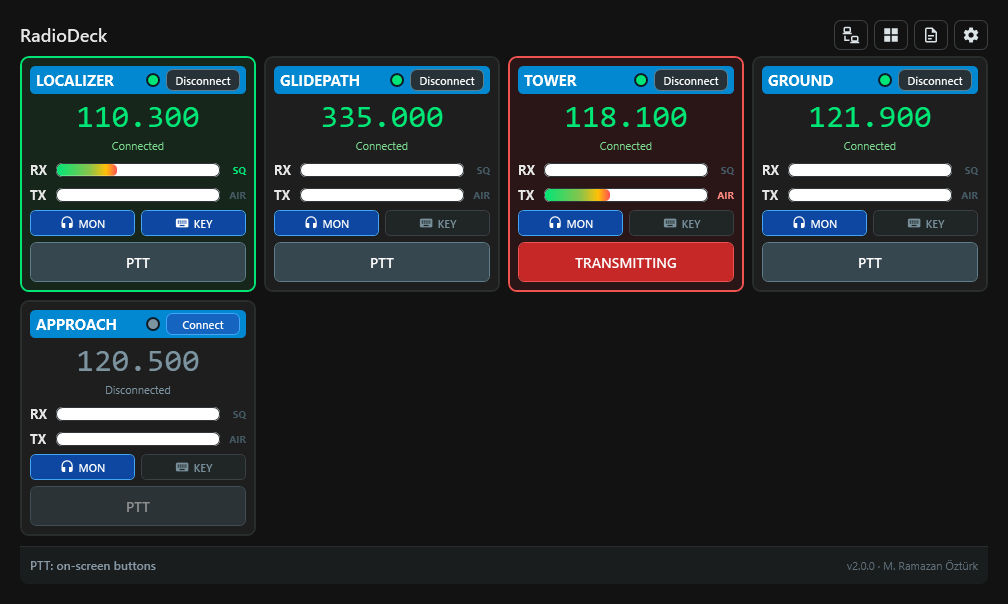 RadioDeck
LOCALIZER Disconnect
110.300
Connected
RX SQ
TX AIR
MON KEY
PTT
GLIDEPATH Disconnect
335.000
Connected
RX SQ
TX AIR
MON KEY
PTT
TOWER Disconnect
118.100
Connected
RX SQ
TX AIR
MON KEY
TRANSMITTING
GROUND Disconnect
121.900
Connected
RX SQ
TX AIR
MON KEY
PTT
APPROACH Connect
120.500
Disconnected
RX SQ
TX AIR
MON KEY
PTT
PTT: on-screen buttons
v2.0.0 · M. Ramazan Öztürk